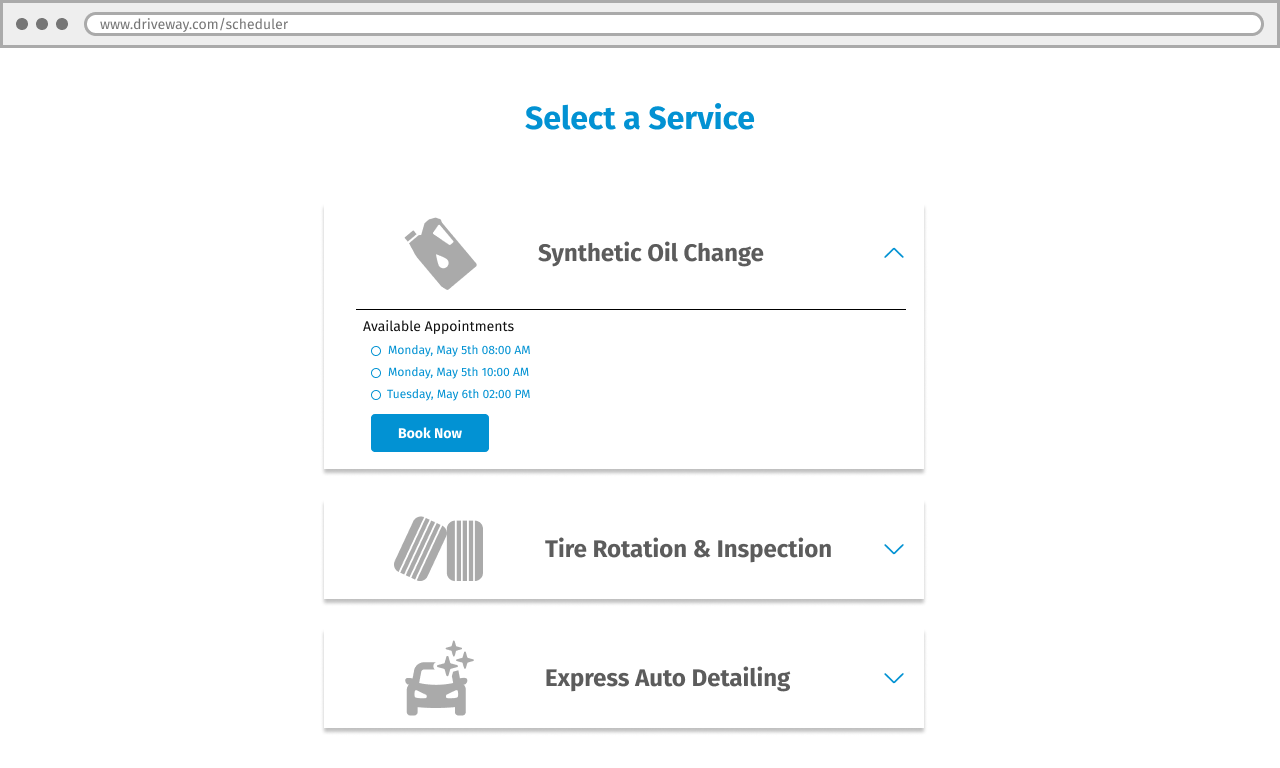 www.driveway.com/scheduler
Select a Service
Synthetic Oil Change
Available Appointments
Monday, May 5th 08:00 AM
Monday, May 5th 10:00 AM
Tuesday, May 6th 02:00 PM
Book Now
Tire Rotation & Inspection
Express Auto Detailing